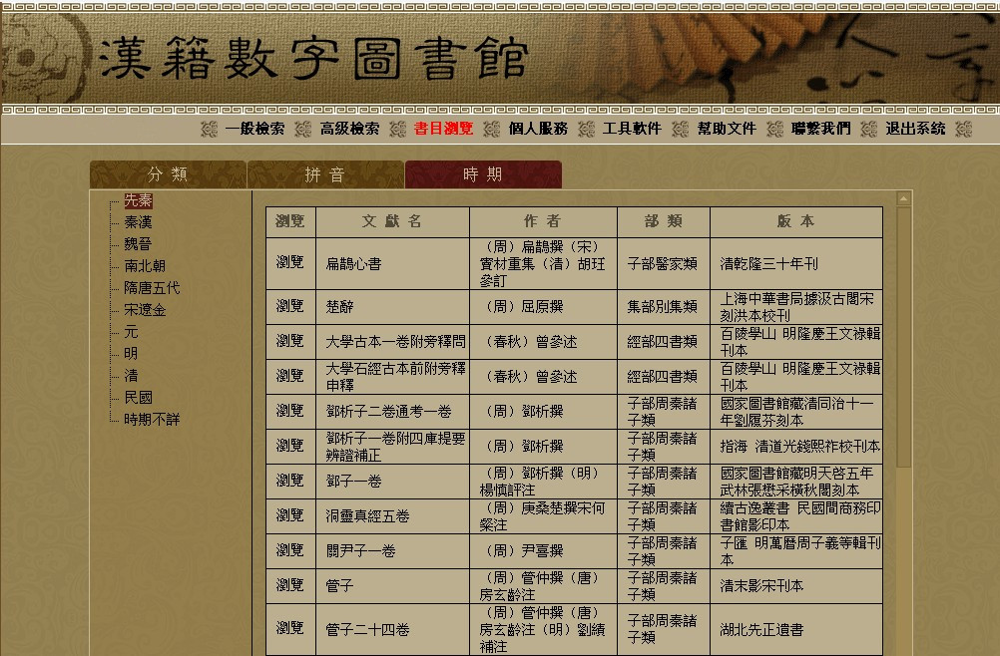 漢籍數字圖書館
一般檢索 高級檢索 書目瀏覽 個人服務 工具軟件 幫助文件 聯繫我們 退出系统
分類 拼音 時期
先秦
秦漢
魏晉
南北朝
隋唐五代
宋遼金
元
明
清
民國
時期不詳
瀏覽 文獻名 作者 部類 版本
瀏覽 扁鵲心書 （周）扁鵲撰（宋）
竇材重集（清）胡珏
參訂 子部醫家類 清乾隆三十年刊
瀏覽 楚辭 （周）屈原撰 集部別集類 上海中華書局據汲古閣宋
刻洪本校刊
瀏覽 大學古本一卷附旁釋問 （春秋）曾參述 經部四書類 百陵學山 明隆慶王文祿輯
刊本
瀏覽 大學石經古本前附旁釋
申釋 （春秋）曾參述 經部四書類 百陵學山 明隆慶王文祿輯
刊本
瀏覽 鄧析子二卷通考一卷 （周）鄧析撰 子部周秦諸
子類 國家圖書館藏清同治十一
年劉履芬刻本
瀏覽 鄧析子一卷附四庫提要
辨證補正 （周）鄧析撰 子部周秦諸
子類 指海 清道光錢熙祚校刊本
瀏覽 鄧子一卷 （周）鄧析撰（明）
楊慎評注 子部周秦諸
子類 國家圖書館藏明天啓五年
武林張懋采橫秋閣刻本
瀏覽 洞靈真經五卷 （周）庚桑楚撰宋何
粲注 子部周秦諸
子類 續古逸叢書 民國間商務印
書館影印本
瀏覽 關尹子一卷 （周）尹喜撰 子部周秦諸
子類 子匯 明萬曆周子義等輯刊
本
瀏覽 管子 （周）管仲撰（唐）
房玄齡注 子部周秦諸
子類 清末影宋刊本
瀏覽 管子二十四卷 （周）管仲撰（唐）
房玄齡注（明）劉績
補注 子部周秦諸
子類 湖北先正遺書